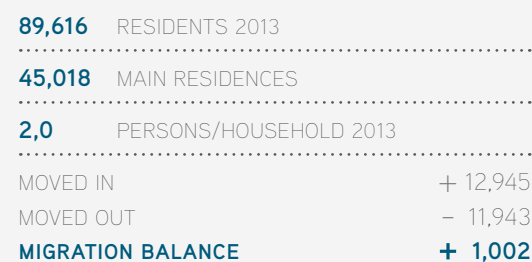 89,616 RESIDENTS 2013
45,018 MAIN RESIDENCES
2,0 PERSONS/HOUSEHOLD 2013
MOVED IN + 12,945
MOVED OUT – 11,943
MIGRATION BALANCE + 1,002